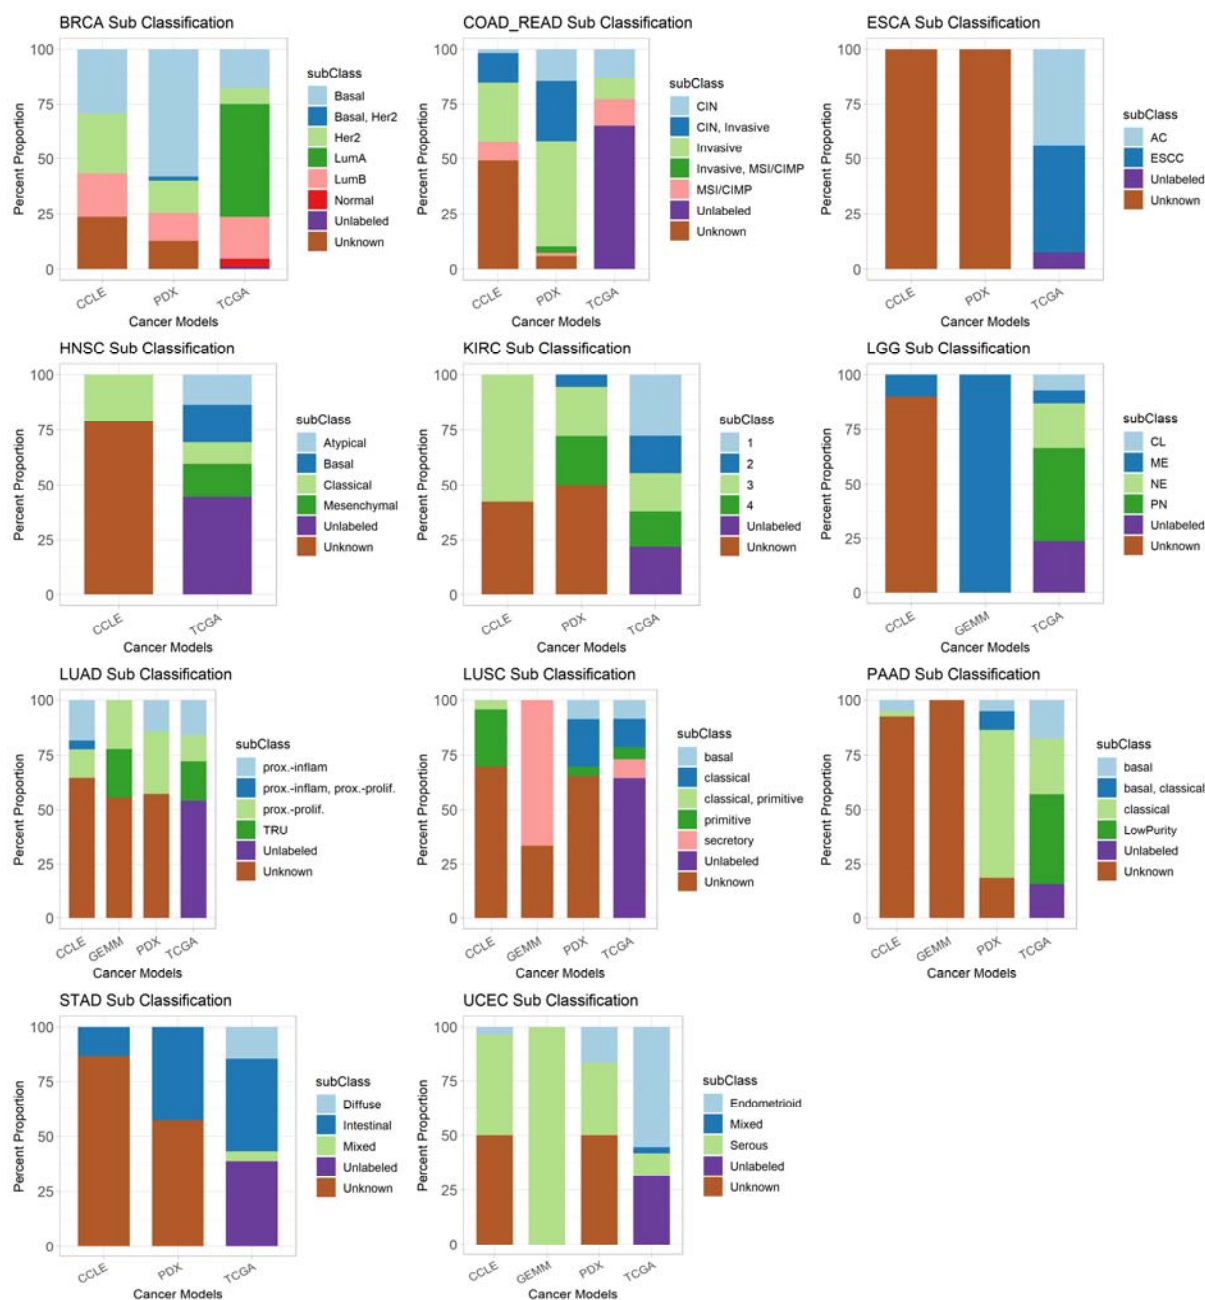 BRCA Sub Classification
Percent Proportion
100
75
50
25
0
CCLE
PDX
TCGA
Cancer Models
subClass
Basal
Basal, Her2
Her2
LumA
LumB
Normal
Unlabeled
Unknown
COAD_READ Sub Classification
Percent Proportion
100
75
50
25
0
CCLE
PDX
TCGA
Cancer Models
subClass
CIN
CIN, Invasive
Invasive
Invasive, MSI/CIMP
MSI/CIMP
Unlabeled
Unknown
ESCA Sub Classification
Percent Proportion
100
75
50
25
0
CCLE
PDX
TCGA
Cancer Models
subClass
AC
ESCC
Unlabeled
Unknown
HNSC Sub Classification
Percent Proportion
100
75
50
25
0
CCLE
TCGA
Cancer Models
subClass
Atypical
Basal
Classical
Mesenchymal
Unlabeled
Unknown
KIRC Sub Classification
Percent Proportion
100
75
50
25
0
CCLE
PDX
TCGA
Cancer Models
subClass
1
2
3
4
Unlabeled
Unknown
LGG Sub Classification
Percent Proportion
100
75
50
25
0
CCLE
GEMM
TCGA
Cancer Models
subClass
CL
ME
NE
PN
Unlabeled
Unknown
LUAD Sub Classification
Percent Proportion
100
75
50
25
0
CCLE
GEMM
PDX
TCGA
Cancer Models
subClass
prox.-inflam
prox.-inflam, prox.-prolif.
prox.-prolif.
TRU
Unlabeled
Unknown
LUSC Sub Classification
Percent Proportion
100
75
50
25
0
CCLE
GEMM
PDX
TCGA
Cancer Models
subClass
basal
classical
classical, primitive
primitive
secretory
Unlabeled
Unknown
PAAD Sub Classification
Percent Proportion
100
75
50
25
0
CCLE
GEMM
PDX
TCGA
Cancer Models
subClass
basal
basal, classical
classical
LowPurity
Unlabeled
Unknown
STAD Sub Classification
Percent Proportion
100
75
50
25
0
CCLE
PDX
TCGA
Cancer Models
subClass
Diffuse
Intestinal
Mixed
Unlabeled
Unknown
UCEC Sub Classification
Percent Proportion
100
75
50
25
0
CCLE
GEMM
PDX
TCGA
Cancer Models
subClass
Endometrioid
Mixed
Serous
Unlabeled
Unknown